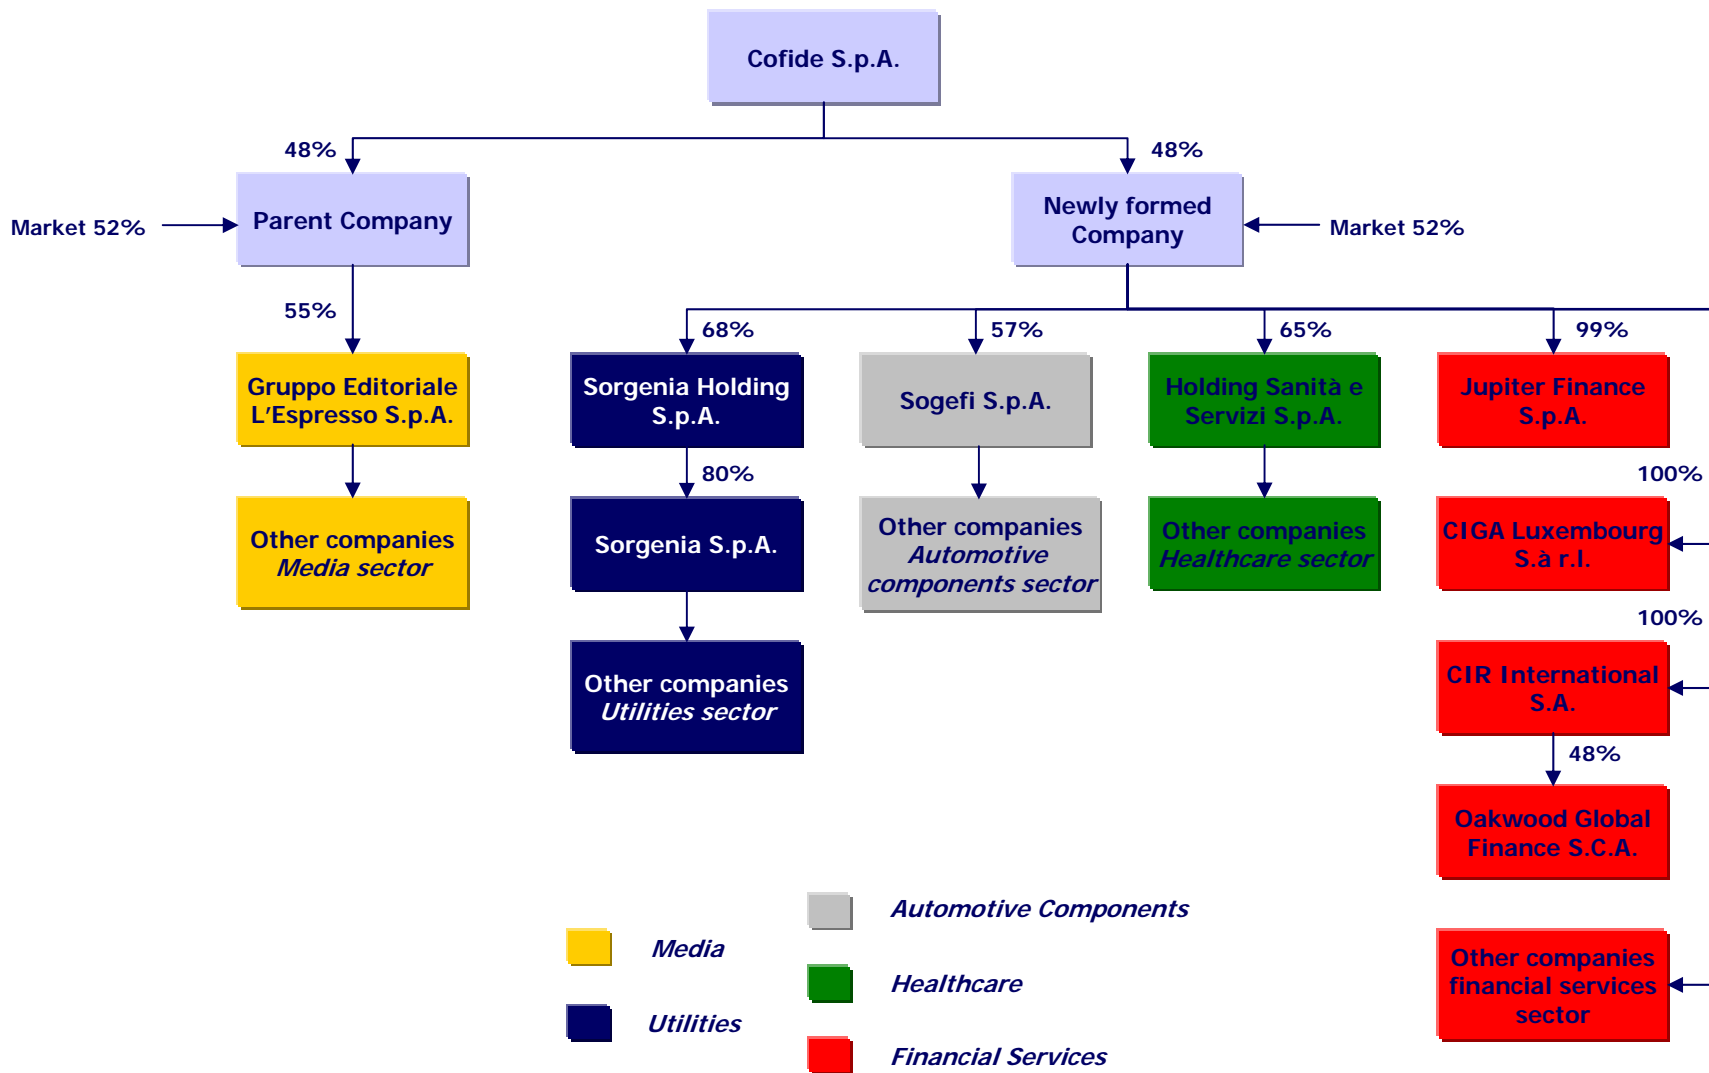 Cofide S.p.A.
48%
48%
Market 52%
Parent Company
Newly formed
Company
Market 52%
55%
68%
57%
65%
99%
Gruppo Editoriale
L'Espresso S.p.A.
Sorgenia Holding
S.p.A.
Sogefi S.p.A.
Holding Sanità e
Servizi S.p.A.
Jupiter Finance
S.p.A.
80%
100%
Other companies
Media sector
Sorgenia S.p.A.
Other companies
Automotive
components sector
Other companies
Healthcare sector
CIGA Luxembourg
S.à r.l.
100%
Other companies
Utilities sector
CIR International
S.A.
48%
Oakwood Global
Finance S.C.A.
Other companies
financial services
sector
Media
Utilities
Automotive Components
Healthcare
Financial Services